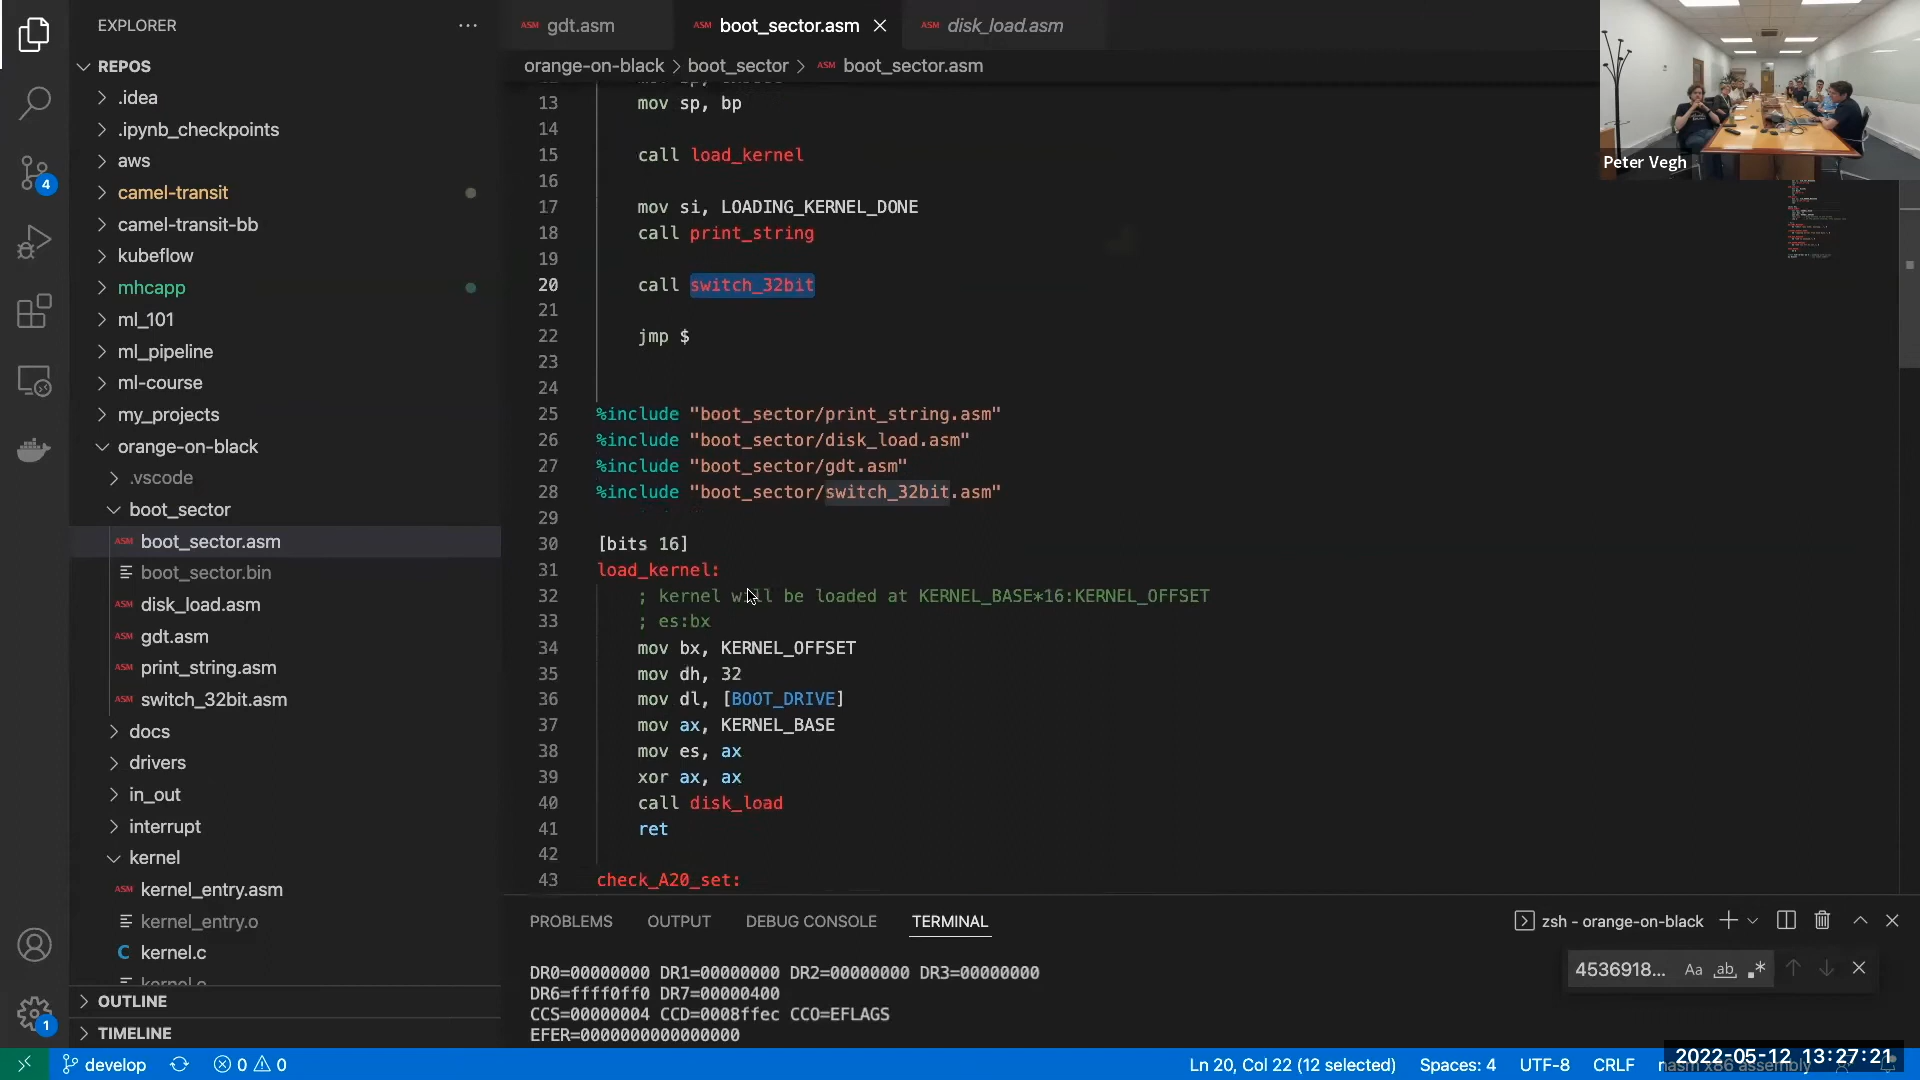 EXPLORER
gdt.asm
boot_sector.asm
disk_load.asm
REPOS
orange-on-black > boot_sector > boot_sector.asm
.idea
.ipynb_checkpoints
aws
camel-transit
camel-transit-bb
kubeflow
mhcapp
ml_101
ml_pipeline
ml-course
my_projects
orange-on-black
.vscode
boot_sector
boot_sector.asm
boot_sector.bin
disk_load.asm
gdt.asm
print_string.asm
switch_32bit.asm
docs
drivers
in_out
interrupt
kernel
kernel_entry.asm
kernel_entry.o
kernel.c
kernel.o
OUTLINE
TIMELINE
4
1
13 mov sp, bp
14
15 call load_kernel
16
17 mov si, LOADING_KERNEL_DONE
18 call print_string
19
20 call switch_32bit
21
22 jmp $
23
24
25 %include "boot_sector/print_string.asm"
26 %include "boot_sector/disk_load.asm"
27 %include "boot_sector/gdt.asm"
28 %include "boot_sector/switch_32bit.asm"
29
30 [bits 16]
31 load_kernel:
32 ; kernel will be loaded at KERNEL_BASE*16:KERNEL_OFFSET
33 ; es:bx
34 mov bx, KERNEL_OFFSET
35 mov dh, 32
36 mov dl, [BOOT_DRIVE]
37 mov ax, KERNEL_BASE
38 mov es, ax
39 xor ax, ax
40 call disk_load
41 ret
42
43 check_A20_set:
Peter Vegh
PROBLEMS OUTPUT DEBUG CONSOLE TERMINAL
zsh - orange-on-black
4536918... Aa ab .*
DR0=00000000 DR1=00000000 DR2=00000000 DR3=00000000
DR6=ffff0ff0 DR7=00000400
CCS=00000004 CCD=0008ffec CCO=EFLAGS
EFER=0000000000000000
develop 0 0
Ln 20, Col 22 (12 selected) Spaces: 4 UTF-8 CRLF nasm x86 assembly
2022-05-12 13:27:21